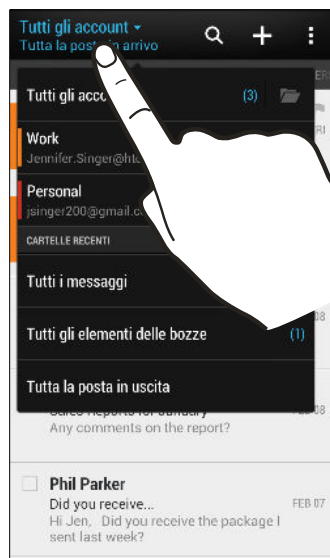 Tutti gli account
Tutta la posta in arrivo
Tutti gli acco
(3)
Work
Jennifer.Singer@htc
Personal
jsinger200@gmail.c
CARTELLE RECENTI
Tutti i messaggi
Tutti gli elementi delle bozze
(1)
Tutta la posta in uscita
08
Sales Reports for January
FEB 08
Any comments on the report?
Phil Parker
Did you receive...
FEB 07
Hi Jen, Did you receive the package I
sent last week?